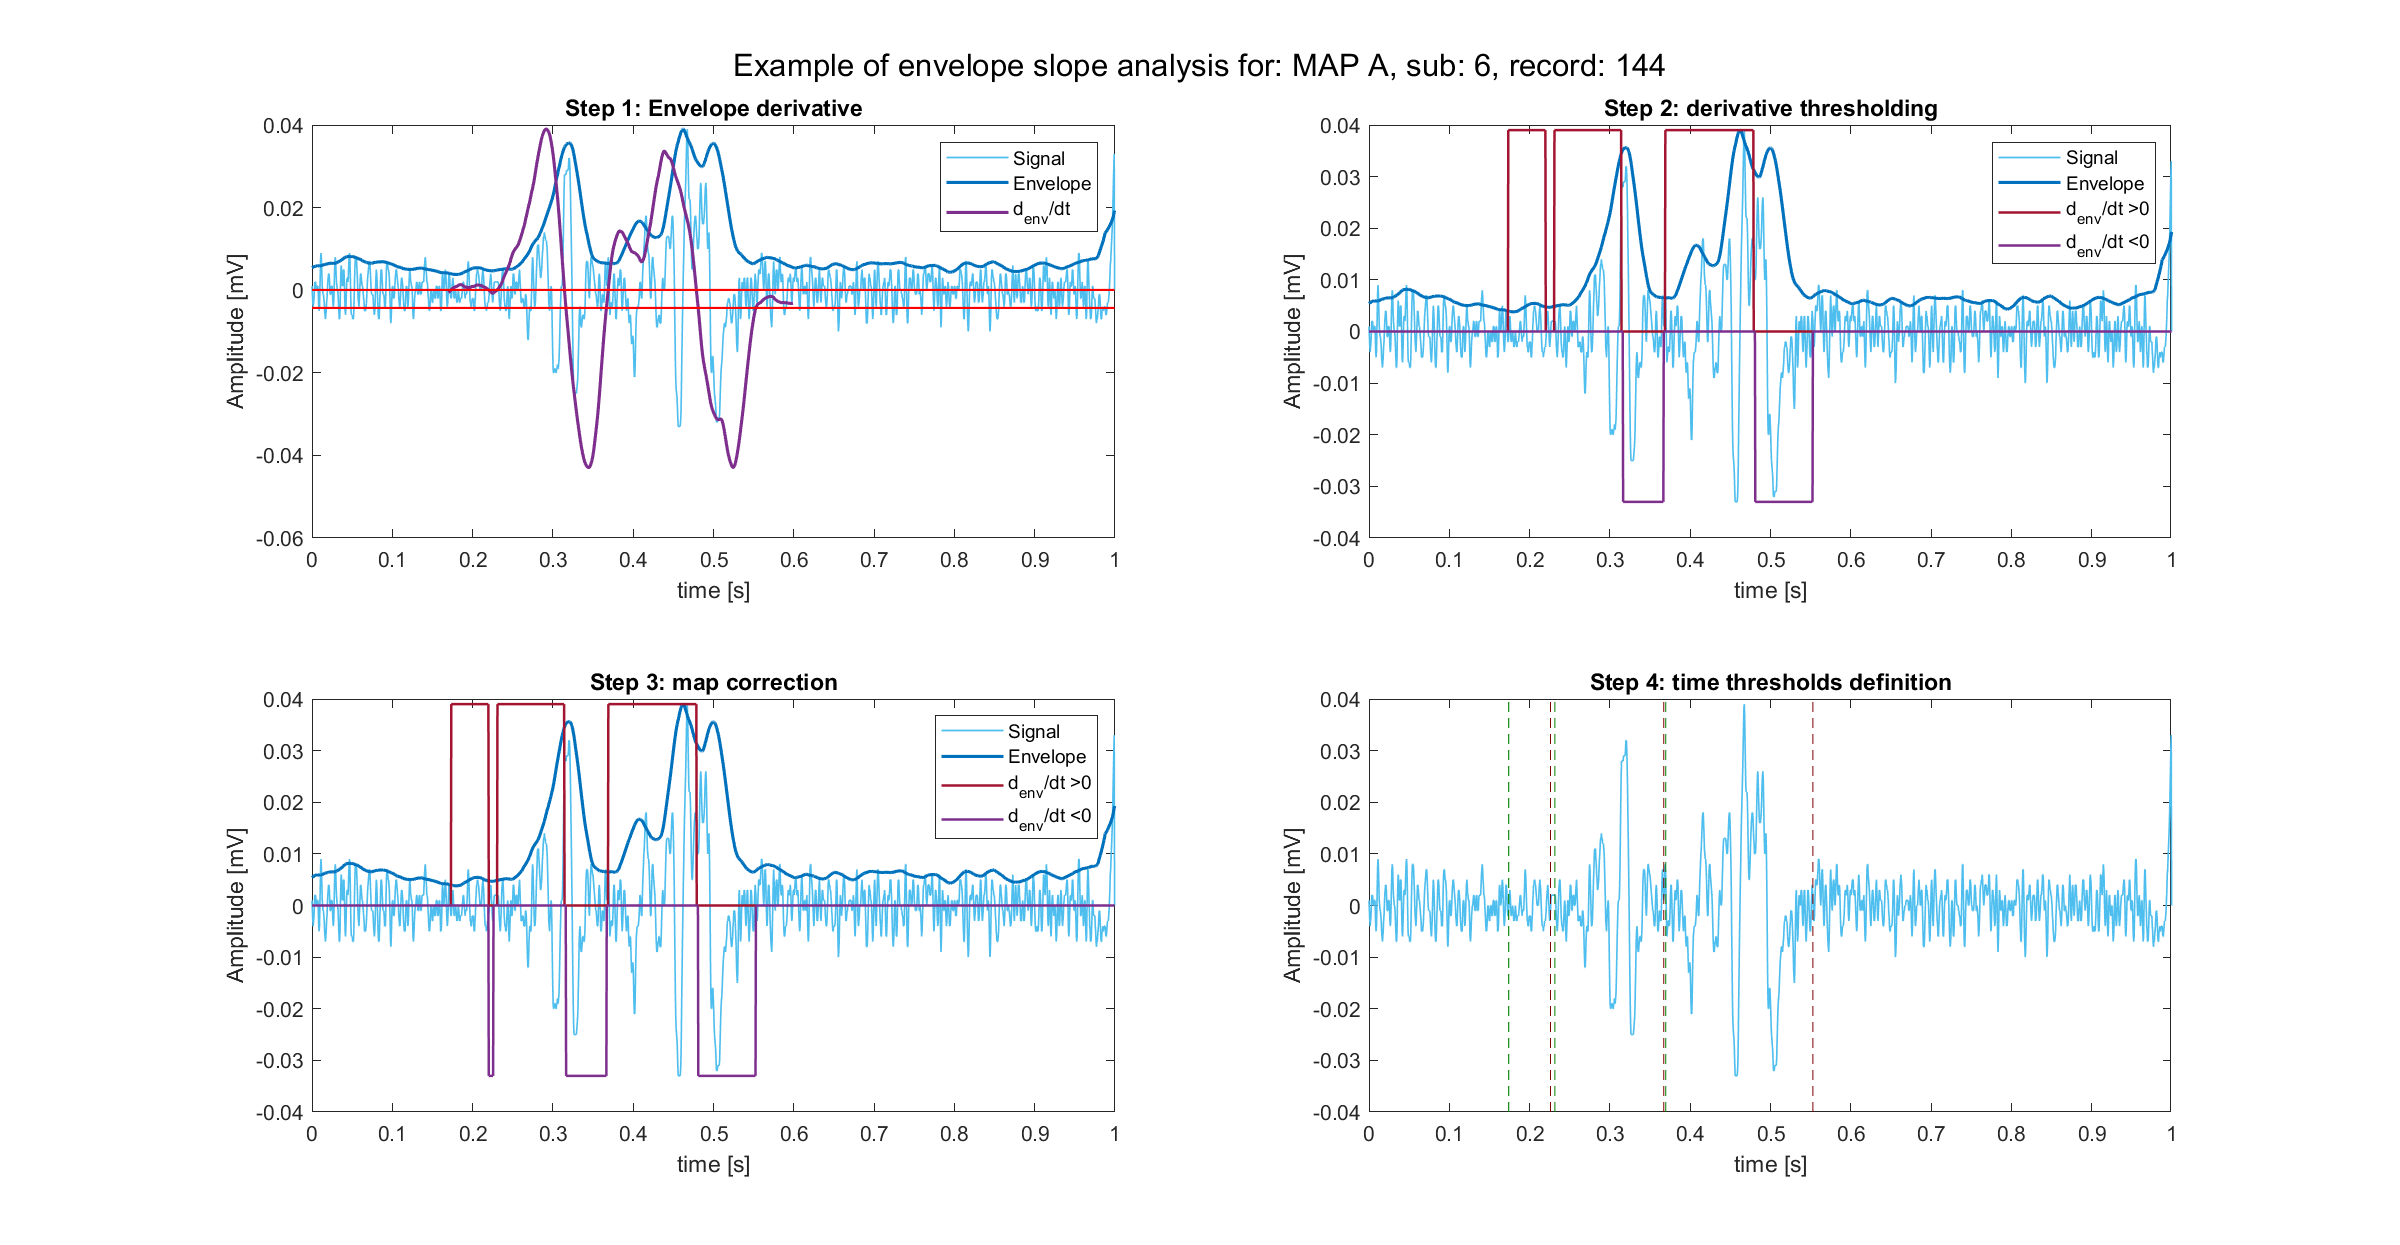 Example of envelope slope analysis for: MAP A, sub: 6, record: 144
Step 1: Envelope derivative
0.04
0.02
0
-0.02
-0.04
-0.06
Amplitude [mV]
0 0.1 0.2 0.3 0.4 0.5 0.6 0.7 0.8 0.9 1
time [s]
Signal
Envelope
d_env/dt
Step 2: derivative thresholding
0.04
0.03
0.02
0.01
0
-0.01
-0.02
-0.03
-0.04
Amplitude [mV]
0 0.1 0.2 0.3 0.4 0.5 0.6 0.7 0.8 0.9 1
time [s]
Signal
Envelope
d_env/dt >0
d_env/dt <0
Step 3: map correction
0.04
0.03
0.02
0.01
0
-0.01
-0.02
-0.03
-0.04
Amplitude [mV]
0 0.1 0.2 0.3 0.4 0.5 0.6 0.7 0.8 0.9 1
time [s]
Signal
Envelope
d_env/dt >0
d_env/dt <0
Step 4: time thresholds definition
0.04
0.03
0.02
0.01
0
-0.01
-0.02
-0.03
-0.04
Amplitude [mV]
0 0.1 0.2 0.3 0.4 0.5 0.6 0.7 0.8 0.9 1
time [s]